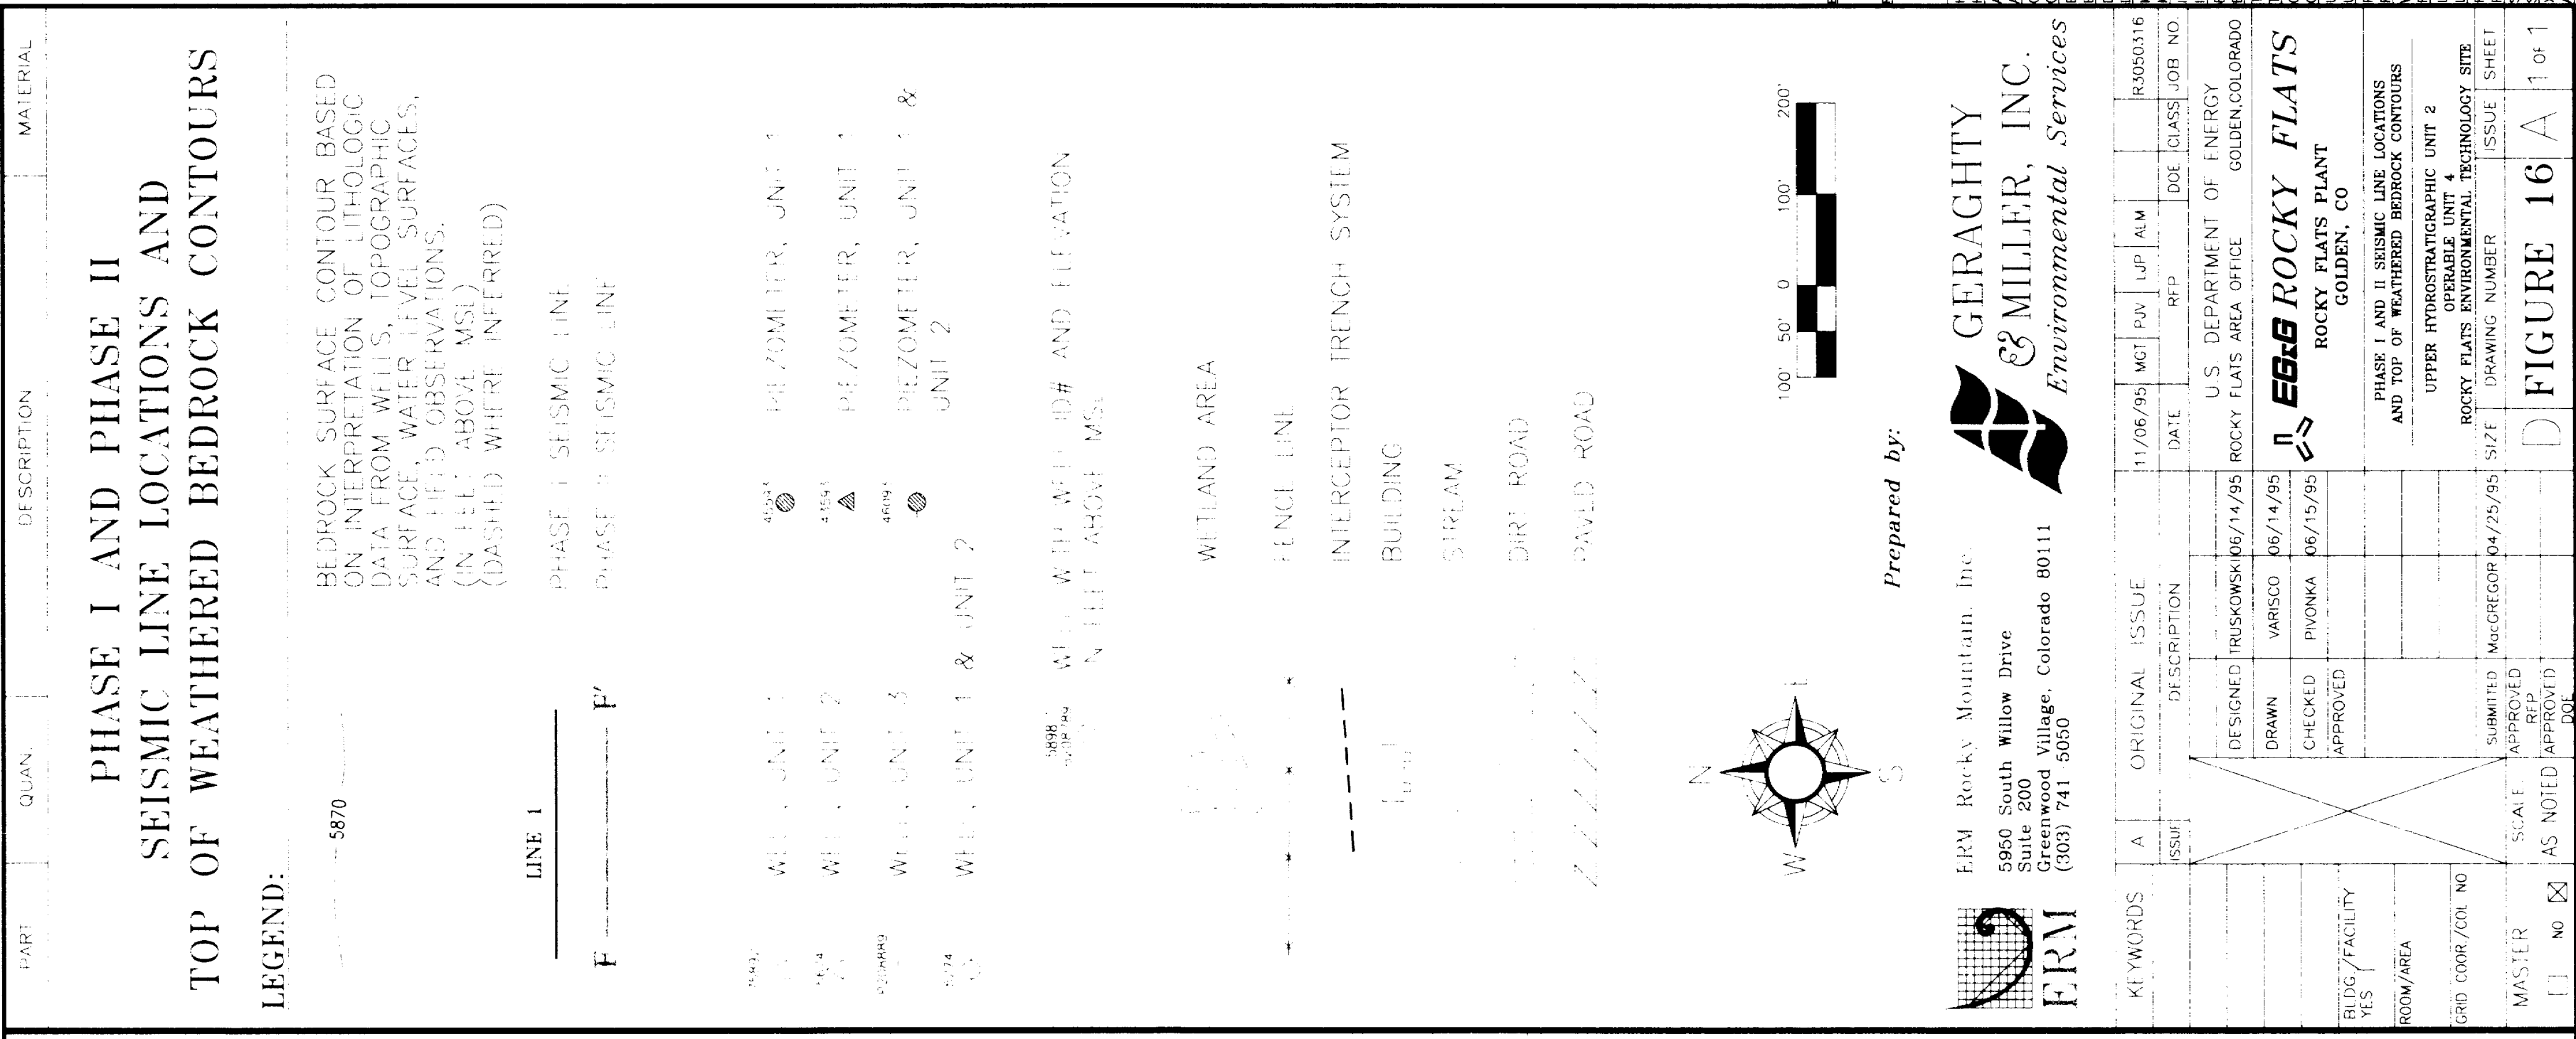 PART QUAN. DESCRIPTION MATERIAL
PHASE I AND PHASE II
SEISMIC LINE LOCATIONS AND
TOP OF WEATHERED BEDROCK CONTOURS
LEGEND:
5870
BEDROCK SURFACE CONTOUR BASED
ON INTERPRETATION OF LITHOLOGIC
DATA FROM WELLS, TOPOGRAPHIC
SURFACE, WATER LEVEL SURFACES,
AND FIELD OBSERVATIONS.
(IN FEET ABOVE MSL)
(DASHED WHERE INFERRED)
LINE 1
PHASE I SEISMIC LINE
F F'
PHASE II SEISMIC LINE
WELL, UNIT 1
PIEZOMETER, UNIT 1
WELL, UNIT 2
PIEZOMETER, UNIT
WELL, UNIT 3
PIEZOMETER, UNIT 1 &
UNIT 2
WELL, UNIT 1 & UNIT 2
WELL WITH WELL ID# AND ELEVATION
IN FEET ABOVE MSL
WETLAND AREA
FENCE LINE
INTERCEPTOR TRENCH SYSTEM
BUILDING
STREAM
DIRT ROAD
PAVED ROAD
N
W E
S
100' 50' 0 100' 200'
Prepared by:
ERM
ERM Rocky Mountain, Inc.
5950 South Willow Drive
Suite 200
Greenwood Village, Colorado 80111
(303) 741 5050
GERAGHTY
& MILLER, INC.
Environmental Services
A ORIGINAL ISSUE 11/06/95 MGT PJV LJP ALM R3050316
KEYWORDS ISSUE DESCRIPTION DATE RFP DOE CLASS JOB NO.
DESIGNED TRUSKOWSKI 06/14/95
DRAWN VARISCO 06/14/95
CHECKED PIVONKA 06/15/95
APPROVED
U.S. DEPARTMENT OF ENERGY
ROCKY FLATS AREA OFFICE GOLDEN,COLORADO
EG&G ROCKY FLATS
ROCKY FLATS PLANT
GOLDEN, CO
PHASE I AND II SEISMIC LINE LOCATIONS
AND TOP OF WEATHERED BEDROCK CONTOURS
UPPER HYDROSTRATIGRAPHIC UNIT 2
OPERABLE UNIT 4
ROCKY FLATS ENVIRONMENTAL TECHNOLOGY SITE
BLDG/FACILITY
YES
ROOM/AREA
GRID COOR/COL NO
SUBMITTED MacGREGOR 04/25/95
APPROVED
RFP
APPROVED
DOE
SIZE DRAWING NUMBER ISSUE SHEET
D FIGURE 16 A 1 OF 1
MASTER SCALE
NO AS NOTED